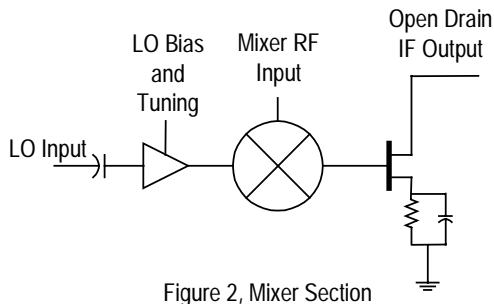 Open Drain
IF Output
LO Bias
and
Tuning
Mixer RF
Input
LO Input
Figure 2, Mixer Section